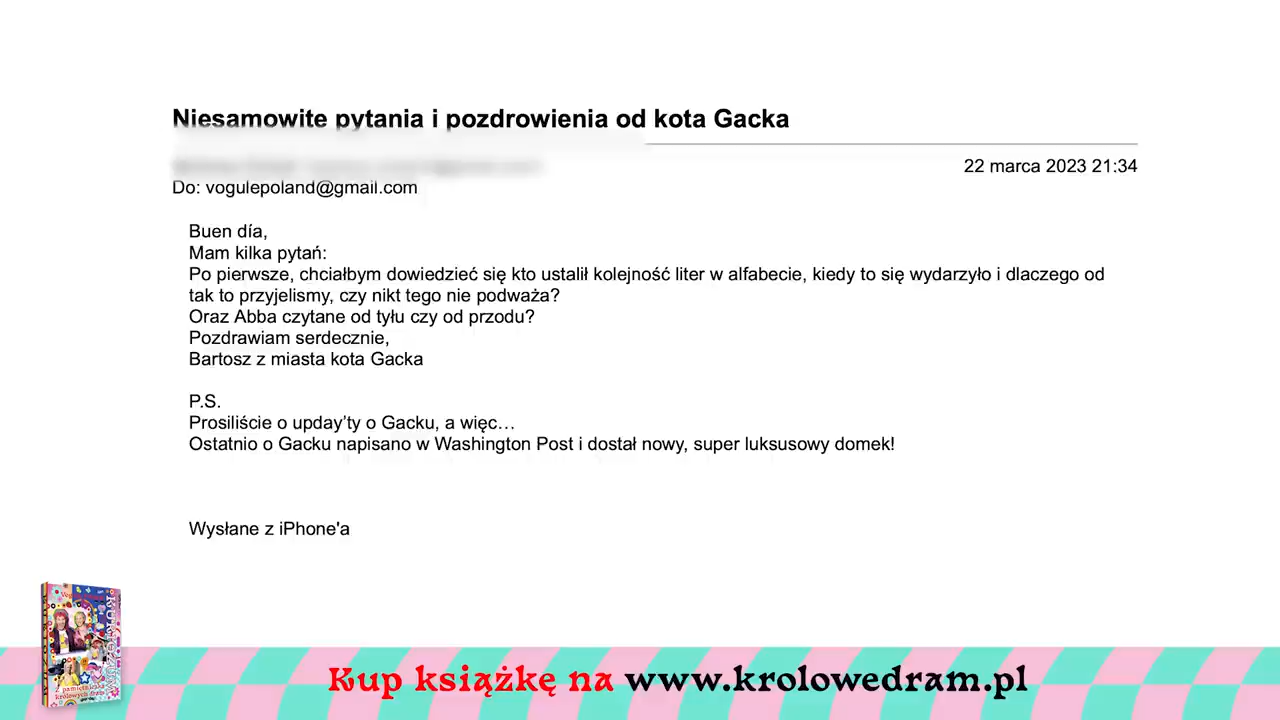 Niesamowite pytania i pozdrowienia od kota Gacka
22 marca 2023 21:34
Do: vogulepoland@gmail.com
Buen día,
Mam kilka pytań:
Po pierwsze, chciałbym dowiedzieć się kto ustalił kolejność liter w alfabecie, kiedy to się wydarzyło i dlaczego od
tak to przyjelismy, czy nikt tego nie podważa?
Oraz Abba czytane od tyłu czy od przodu?
Pozdrawiam serdecznie,
Bartosz z miasta kota Gacka
P.S.
Prosiliście o upday'ty o Gacku, a więc…
Ostatnio o Gacku napisano w Washington Post i dostał nowy, super luksusowy domek!
Wysłane z iPhone'a
Z pamiętnika
królowych dram
Kup książkę na www.krolowedram.pl